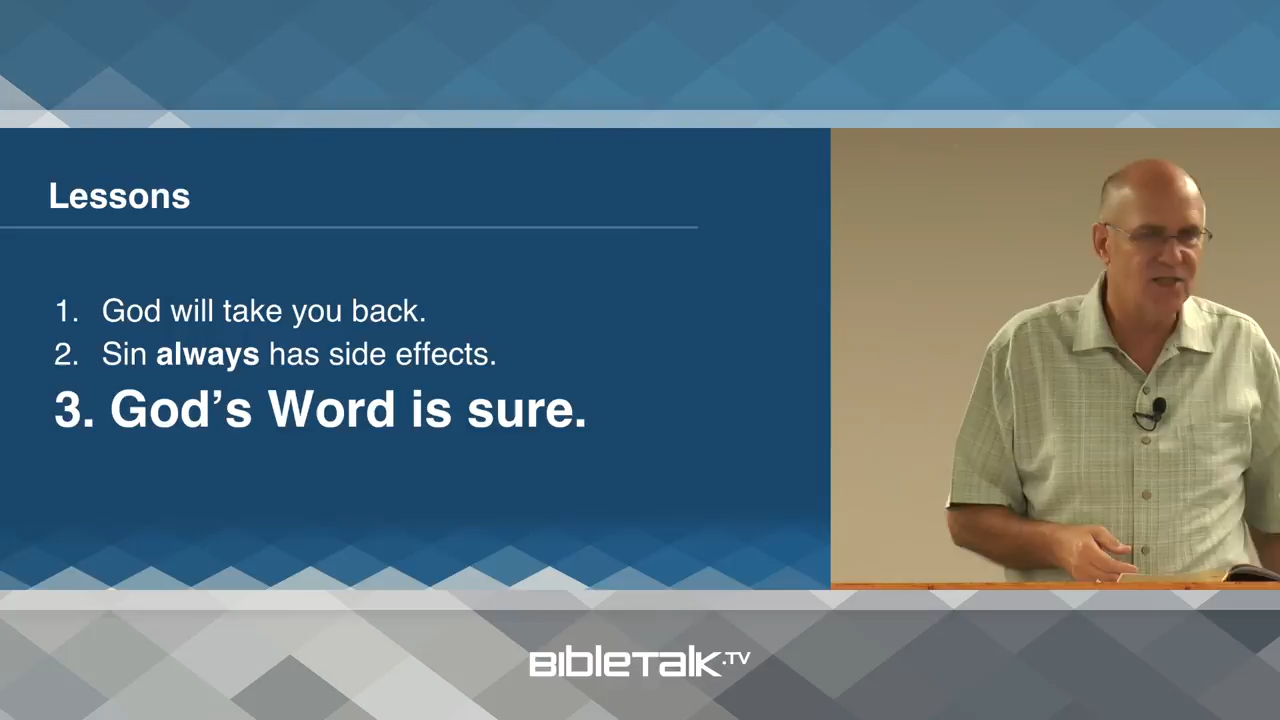 Lessons
1. God will take you back.
2. Sin always has side effects.
3. God’s Word is sure.
BIBLETALK.TV